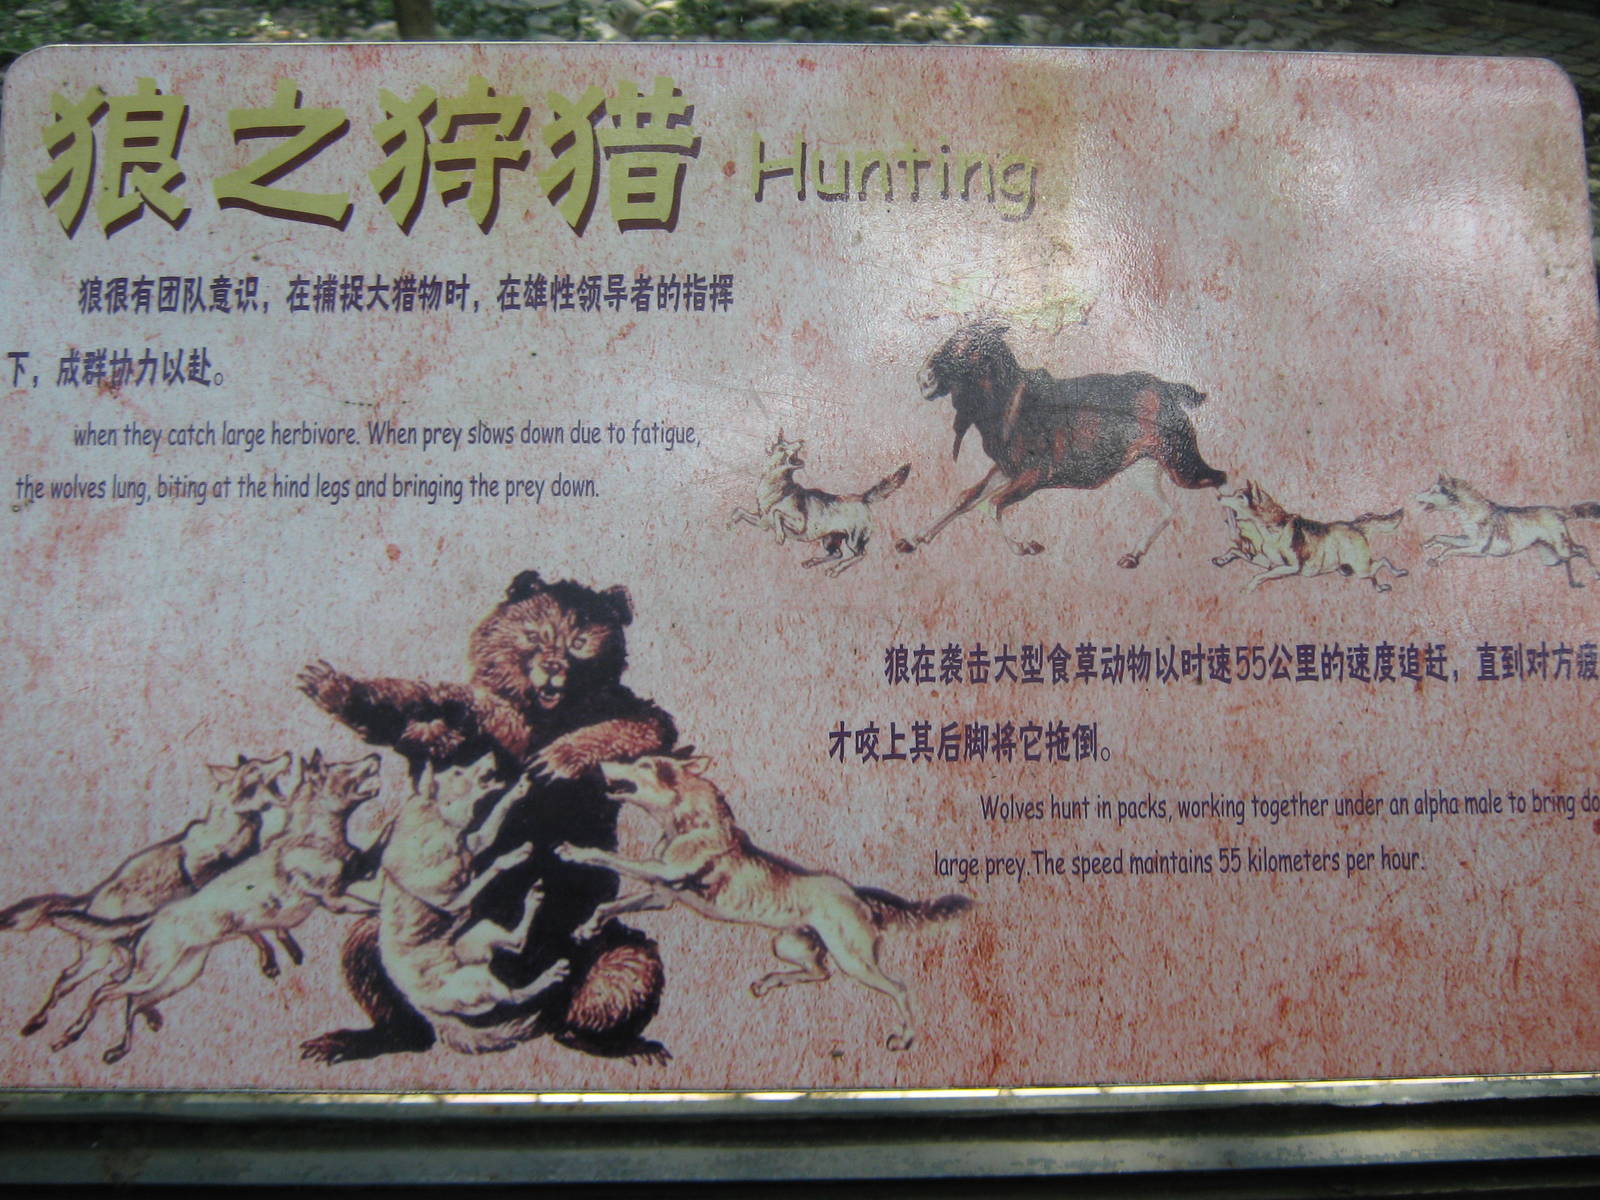 狼之狩猎 Hunting
狼很有团队意识，在捕捉大猎物时，在雄性领导者的指挥
下，成群协力以赴。
when they catch large herbivore. When prey slows down due to fatigue,
the wolves lung, biting at the hind legs and bringing the prey down.
狼在袭击大型食草动物以时速55公里的速度追赶，直到对方疲
才咬上其后脚将它拖倒。
Wolves hunt in packs, working together under an alpha male to bring do
large prey.The speed maintains 55 kilometers per hour.